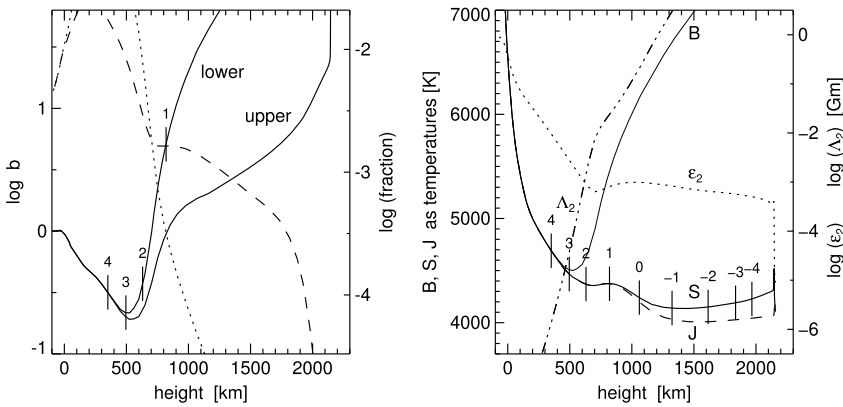 1
0
-1
log b
lower
upper
1
2
3
4
-2
-3
-4
log (fraction)
0 500 1000 1500 2000
height [km]
7000
6000
5000
4000
B, S, J as temperatures [K]
B
Λ2
ε2
4
3
2
1
0
-1
-2
-3
-4
S
J
0
-2
-4
-6
log (ε2) log (Λ2) [Gm]
0 500 1000 1500 2000
height [km]